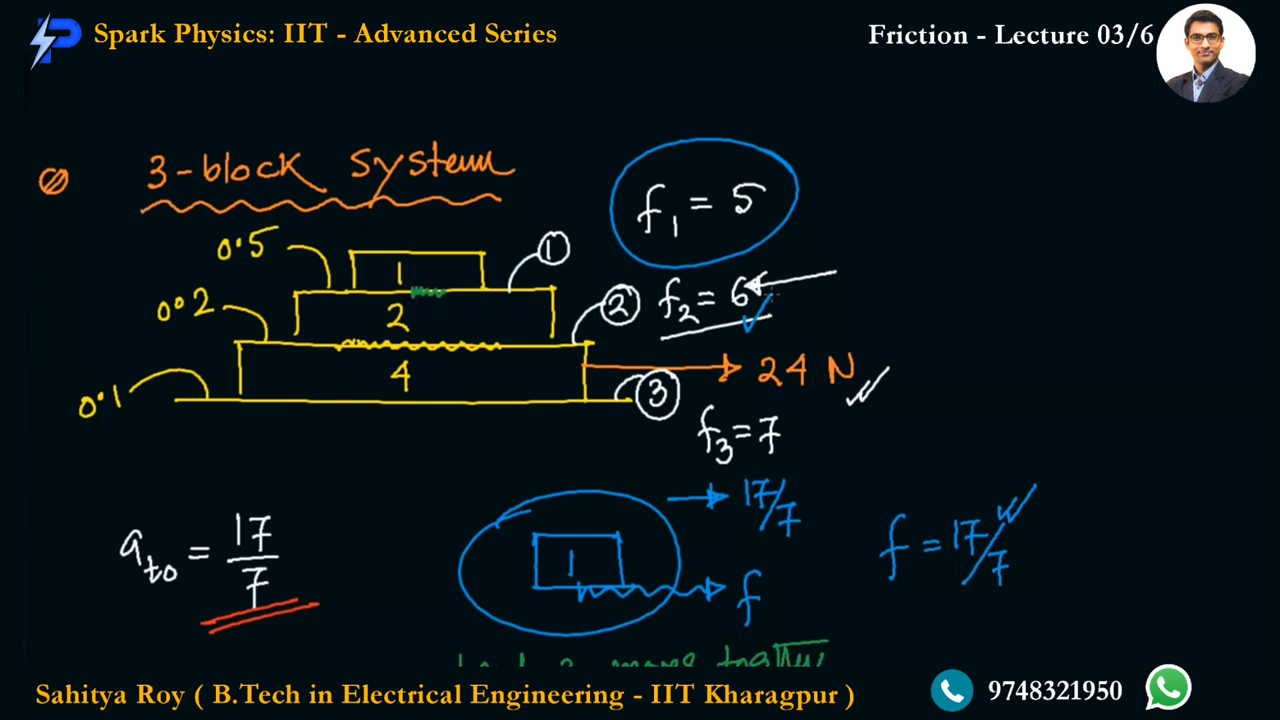 Spark Physics: IIT - Advanced Series
Friction - Lecture 03/6
3-block system
f1 = 5
0.5
1
①
0.2
2
②
f2 = 6
4
24 N
0.1
③
f3 = 7
a to = 17/7
1
17/7
f
f = 17/7
Sahitya Roy ( B.Tech in Electrical Engineering - IIT Kharagpur )
9748321950